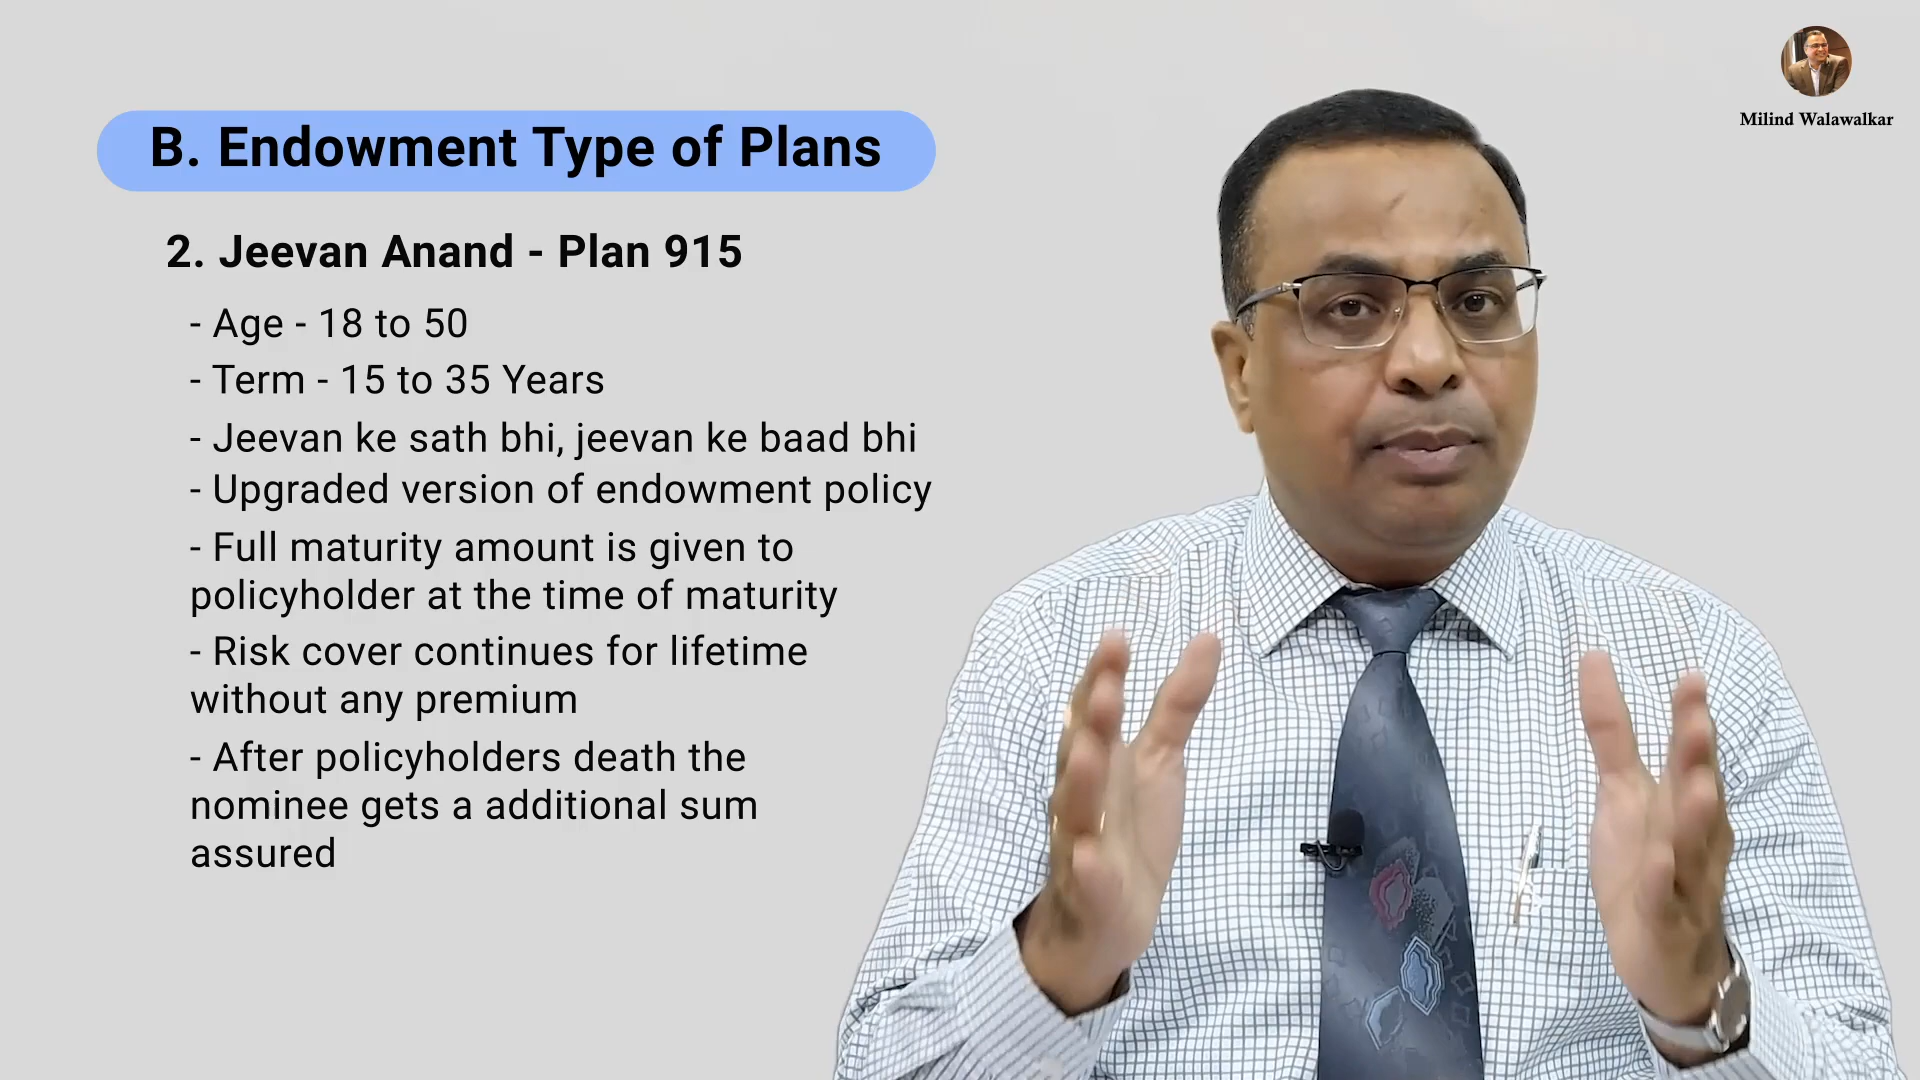 Milind Walawalkar
B. Endowment Type of Plans
2. Jeevan Anand - Plan 915
- Age - 18 to 50
- Term - 15 to 35 Years
- Jeevan ke sath bhi, jeevan ke baad bhi
- Upgraded version of endowment policy
- Full maturity amount is given to
policyholder at the time of maturity
- Risk cover continues for lifetime
without any premium
- After policyholders death the
nominee gets a additional sum
assured